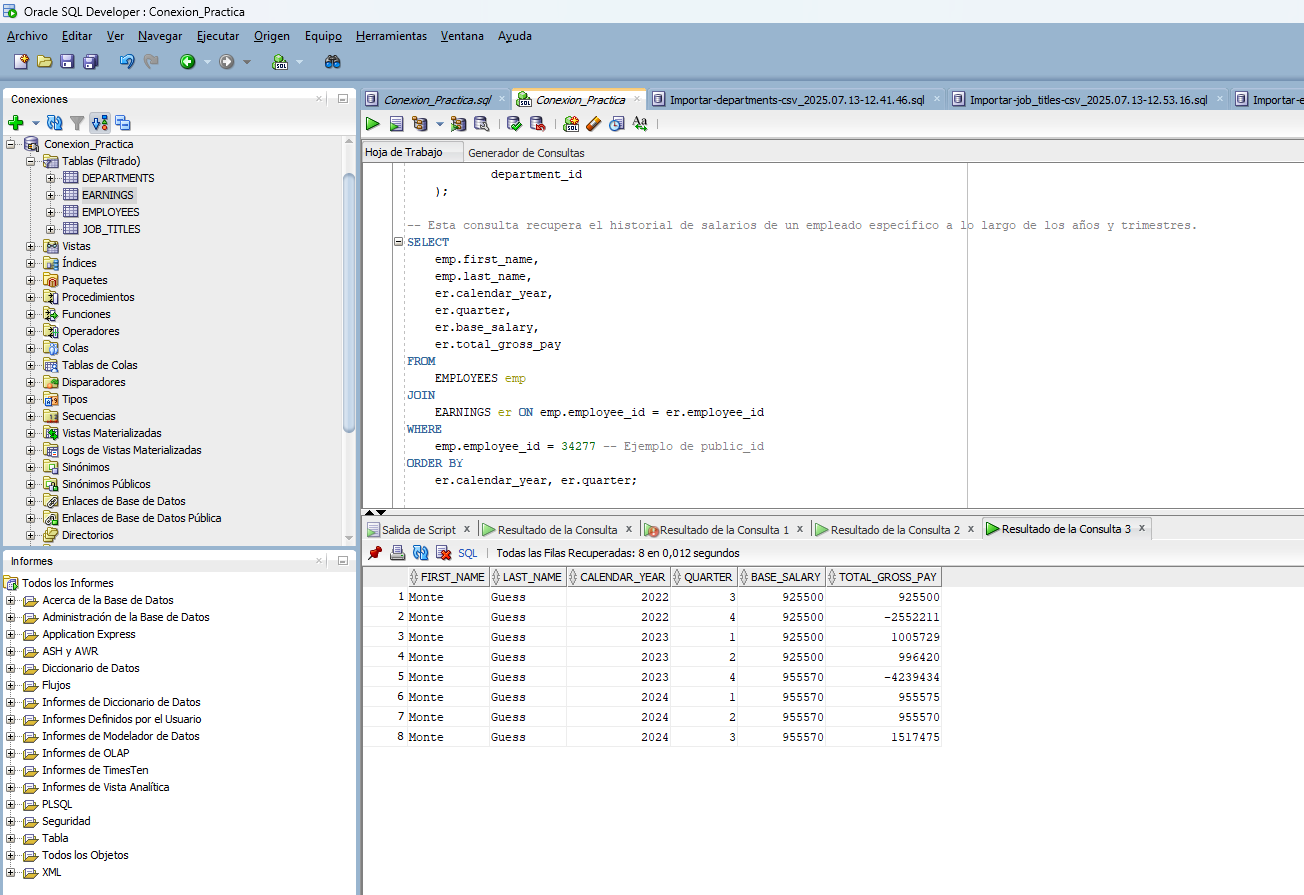 Oracle SQL Developer : Conexion_Practica
Archivo Editar Ver Navegar Ejecutar Origen Equipo Herramientas Ventana Ayuda
Conexiones
Conexion_Practica
Tablas (Filtrado)
DEPARTMENTS
EARNINGS
EMPLOYEES
JOB_TITLES
Vistas
Índices
Paquetes
Procedimientos
Funciones
Operadores
Colas
Tablas de Colas
Disparadores
Tipos
Secuencias
Vistas Materializadas
Logs de Vistas Materializadas
Sinónimos
Sinónimos Públicos
Enlaces de Base de Datos
Enlaces de Base de Datos Pública
Directorios
Informes
Todos los Informes
Acerca de la Base de Datos
Administración de la Base de Datos
Application Express
ASH y AWR
Diccionario de Datos
Flujos
Informes de Diccionario de Datos
Informes Definidos por el Usuario
Informes de Modelador de Datos
Informes de OLAP
Informes de TimesTen
Informes de Vista Analítica
PLSQL
Seguridad
Tabla
Todos los Objetos
XML
Conexion_Practica.sql Conexion_Practica Importar-departments-csv_2025.07.13-12.41.46.sql Importar-job_titles-csv_2025.07.13-12.53.16.sql Importar-e
Hoja de Trabajo Generador de Consultas
department_id
);
-- Esta consulta recupera el historial de salarios de un empleado específico a lo largo de los años y trimestres.
SELECT
emp.first_name,
emp.last_name,
er.calendar_year,
er.quarter,
er.base_salary,
er.total_gross_pay
FROM
EMPLOYEES emp
JOIN
EARNINGS er ON emp.employee_id = er.employee_id
WHERE
emp.employee_id = 34277 -- Ejemplo de public_id
ORDER BY
er.calendar_year, er.quarter;
Salida de Script Resultado de la Consulta Resultado de la Consulta 1 Resultado de la Consulta 2 Resultado de la Consulta 3
SQL Todas las Filas Recuperadas: 8 en 0,012 segundos
FIRST_NAME LAST_NAME CALENDAR_YEAR QUARTER BASE_SALARY TOTAL_GROSS_PAY
1 Monte Guess 2022 3 925500 925500
2 Monte Guess 2022 4 925500 -2552211
3 Monte Guess 2023 1 925500 1005729
4 Monte Guess 2023 2 925500 996420
5 Monte Guess 2023 4 955570 -4239434
6 Monte Guess 2024 1 955570 955575
7 Monte Guess 2024 2 955570 955570
8 Monte Guess 2024 3 955570 1517475